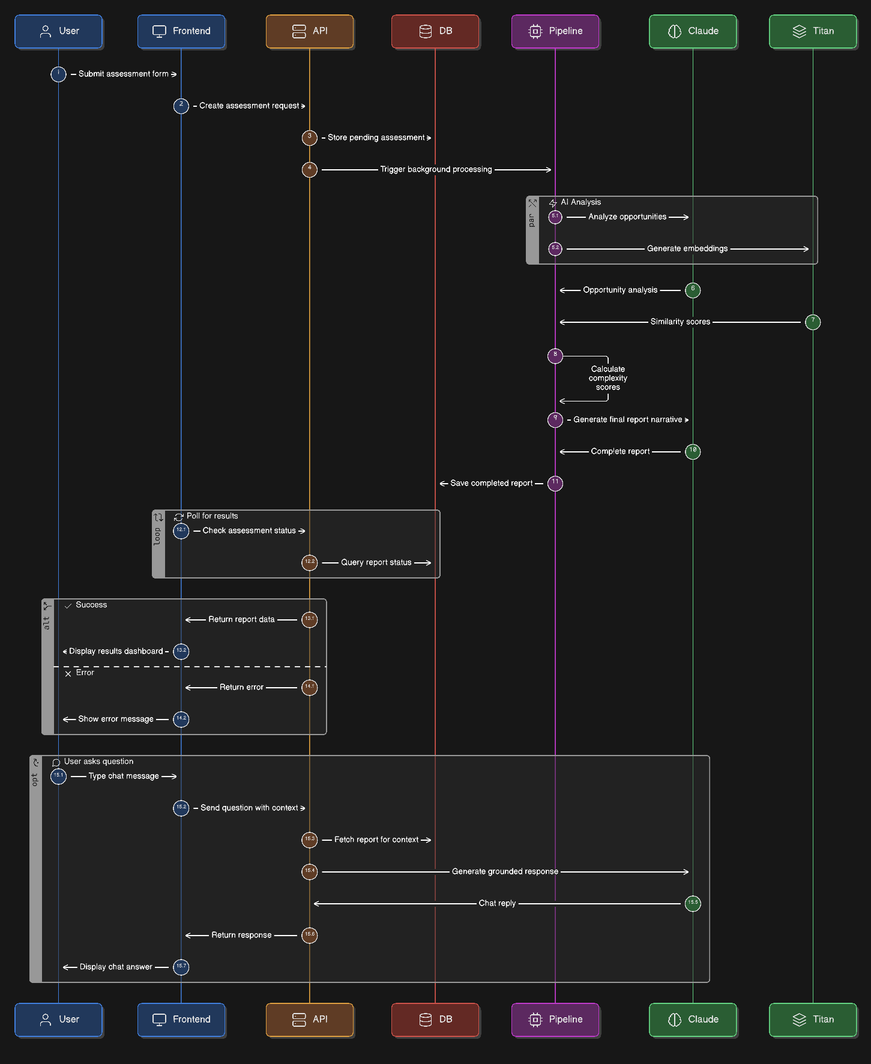 User Frontend API DB Pipeline Claude Titan
1 Submit assessment form
2 Create assessment request
3 Store pending assessment
4 Trigger background processing
par AI Analysis
5.1 Analyze opportunities
5.2 Generate embeddings
Opportunity analysis 6
Similarity scores 7
8
Calculate
complexity
scores
9 Generate final report narrative
Complete report 10
Save completed report 11
loop Poll for results
12.1 Check assessment status
12.2 Query report status
alt Success
Return report data 13.1
Display results dashboard 13.2
Error
Return error 14.1
Show error message 14.2
opt User asks question
15.1 Type chat message
15.2 Send question with context
15.3 Fetch report for context
15.4 Generate grounded response
Chat reply 15.5
Return response 15.6
Display chat answer 15.7
User Frontend API DB Pipeline Claude Titan